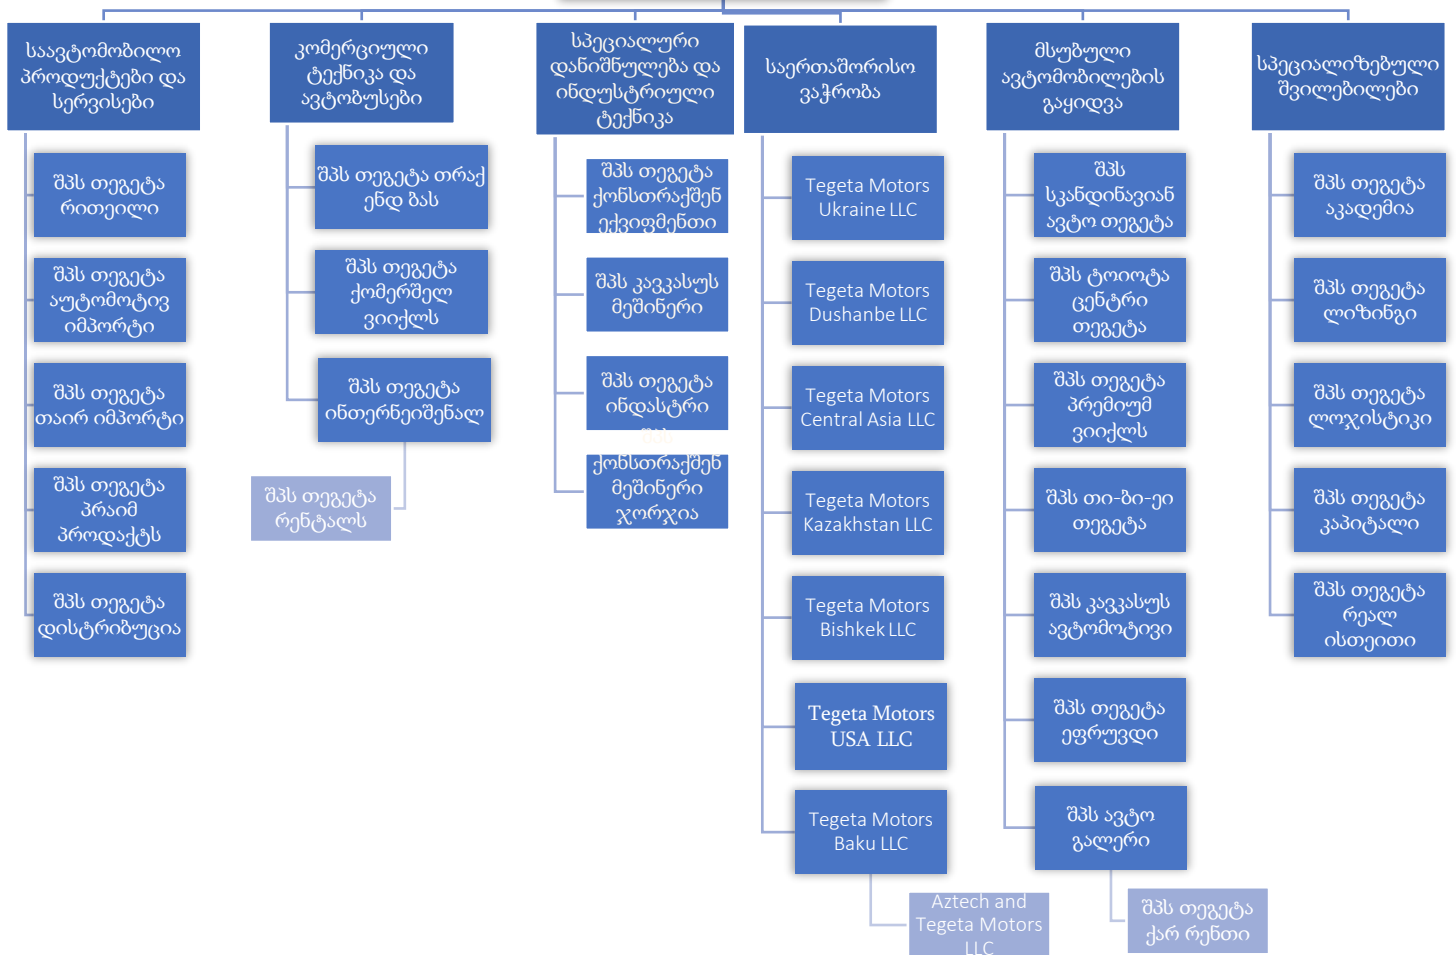 საავტომობილო
პროდუქტები და
სერვისები
შპს თეგეტა
რითეილი
შპს თეგეტა
აუტომოტივ
იმპორტი
შპს თეგეტა
თაირ იმპორტი
შპს თეგეტა
პრაიმ
პროდაქტს
შპს თეგეტა
დისტრიბუცია
კომერციული
ტექნიკა და
ავტობუსები
შპს თეგეტა თრაქ
ენდ ბას
შპს თეგეტა
ქომერშელ
ვიიქლს
შპს თეგეტა
ინთერნეიშენალ
შპს თეგეტა
რენტალს
სპეციალური
დანიშნულება და
ინდუსტრიული
ტექნიკა
შპს თეგეტა
ქონსთრაქშენ
ექვიფმენთი
შპს კავკასუს
მეშინერი
შპს თეგეტა
ინდასტრი
შპს
ქონსთრაქშენ
მეშინერი
ჯორჯია
საერთაშორისო
ვაჭრობა
Tegeta Motors
Ukraine LLC
Tegeta Motors
Dushanbe LLC
Tegeta Motors
Central Asia LLC
Tegeta Motors
Kazakhstan LLC
Tegeta Motors
Bishkek LLC
Tegeta Motors
USA LLC
Tegeta Motors
Baku LLC
Aztech and
Tegeta Motors
LLC
მსუბული
ავტომობილების
გაყიდვა
შპს
სკანდინავიან
ავტო თეგეტა
შპს ტოიოტა
ცენტრი
თეგეტა
შპს თეგეტა
პრემიუმ
ვიიქლს
შპს თი-ბი-ეი
თეგეტა
შპს კავკასუს
ავტომოტივი
შპს თეგეტა
ეფრუვდი
შპს ავტო
გალერი
შპს თეგეტა
ქარ რენთი
სპეციალიზებული
შვილებილები
შპს თეგეტა
აკადემია
შპს თეგეტა
ლიზინგი
შპს თეგეტა
ლოჯისტიკი
შპს თეგეტა
კაპიტალი
შპს თეგეტა
რეალ
ისთეითი